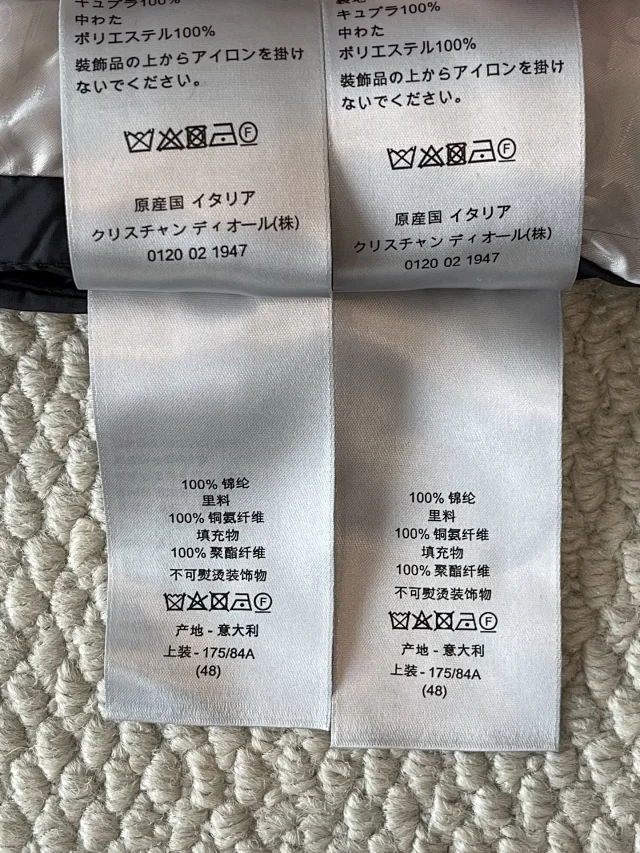 キュプラ100%
中わた
ポリエステル100%
裝飾品の上からアイロンを掛け
ないでください。
F
原産国 イタリア
クリスチャン ディオール(株)
0120 02 1947
キュプラ100%
中わた
ポリエステル100%
裝飾品の上からアイロンを掛け
ないでください。
F
原産国 イタリア
クリスチャン ディオール(株)
0120 02 1947
100% 锦纶
里料
100% 铜氨纤维
填充物
100% 聚酯纤维
不可熨烫装饰物
F
产地 - 意大利
上装 - 175/84A
(48)
100% 锦纶
里料
100% 铜氨纤维
填充物
100% 聚酯纤维
不可熨烫装饰物
F
产地 - 意大利
上装 - 175/84A
(48)